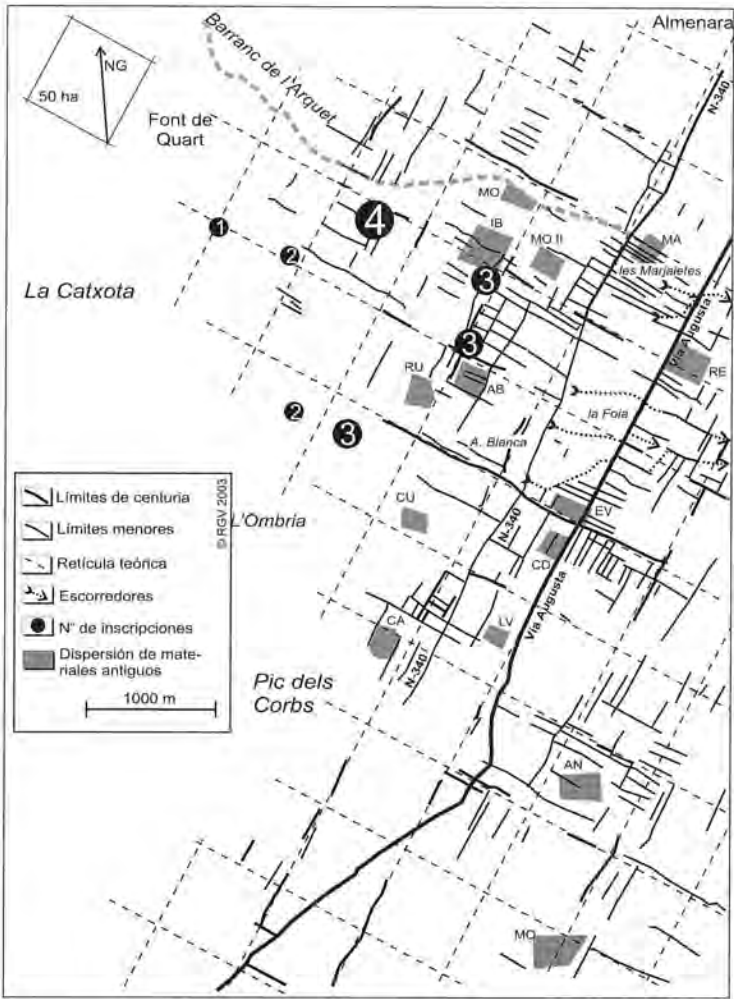 Almenara
NG
50 ha
Barranc de l'Arquet
N-340
Font de
Quart
MO
4
1
IB
MO II
MA
2
les Marjaletes
La Catxota
3
Via Augusta
3
RE
RU
AB
la Foia
2
3
A. Blanca
Límites de centuria
© RGV 2003
CU
EV
L'Ombria
Límites menores
N-340
Retícula teórica
CD
Escorredores
Via Augusta
Nº de inscripciones
CA
LV
Dispersión de mate-
riales antiguos
N-340
1000 m
Pic dels
Corbs
AN
MO